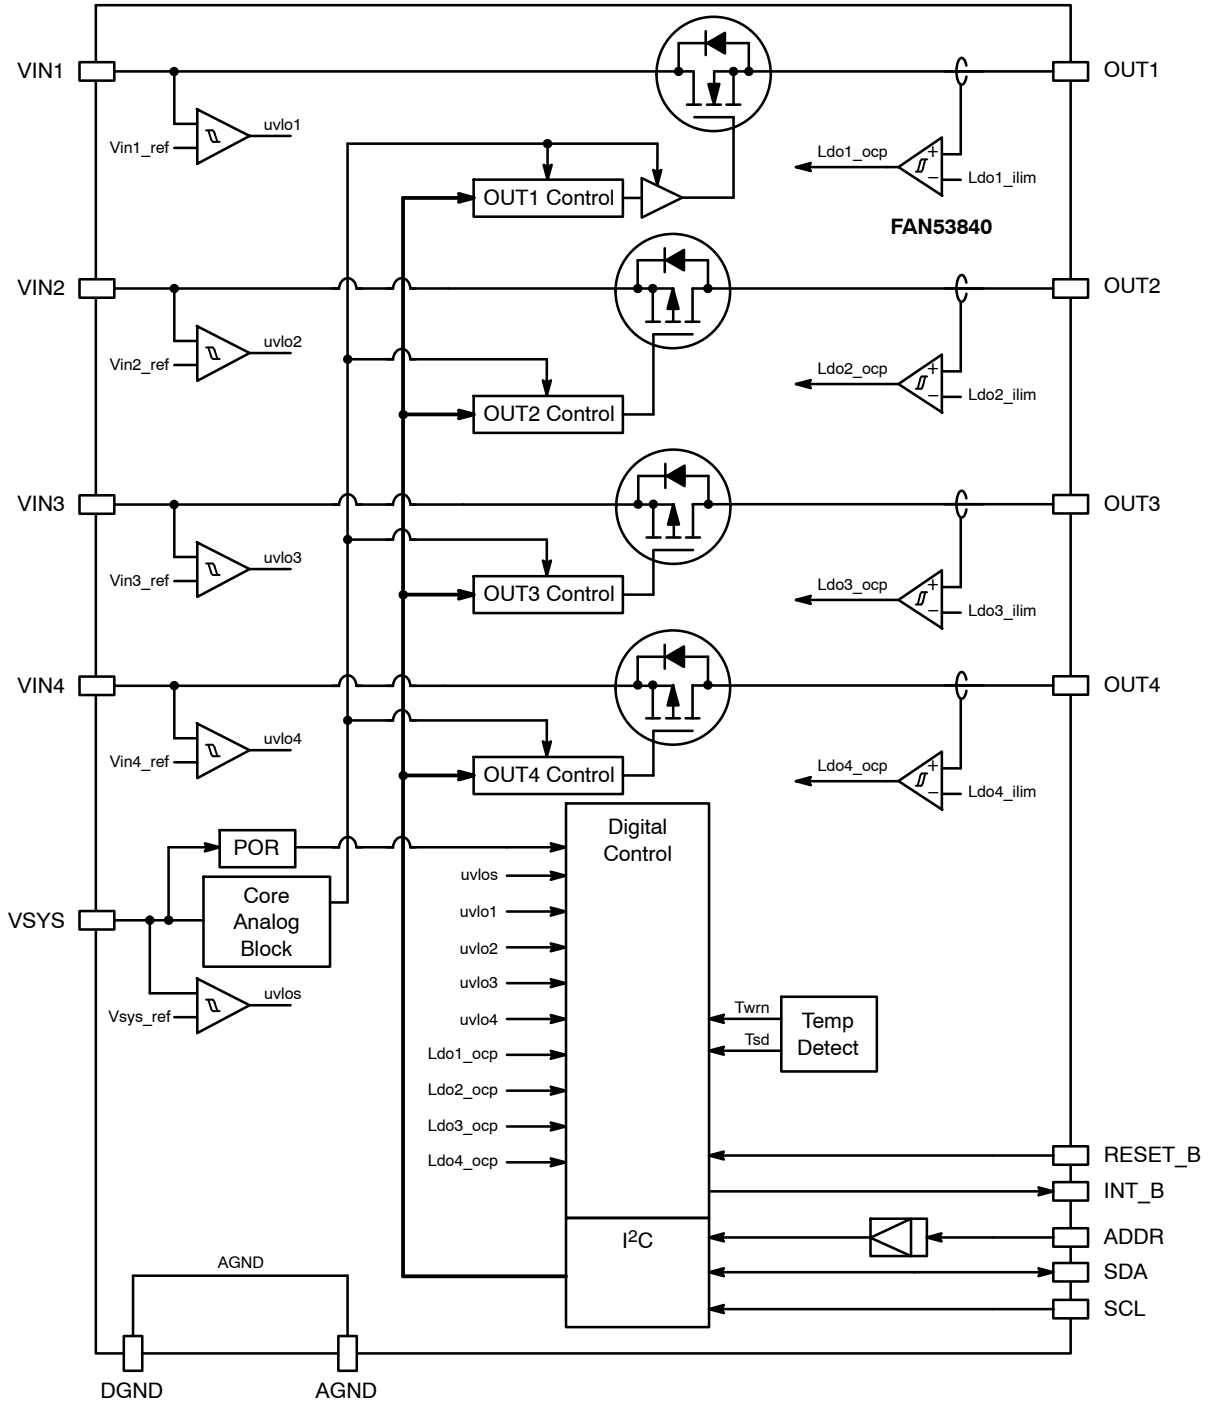 VIN1
OUT1
uvlo1
Vin1_ref
Ldo1_ocp
+
−
Ldo1_ilim
OUT1 Control
FAN53840
VIN2
OUT2
uvlo2
Vin2_ref
Ldo2_ocp
+
−
Ldo2_ilim
OUT2 Control
VIN3
OUT3
uvlo3
Vin3_ref
Ldo3_ocp
+
−
Ldo3_ilim
OUT3 Control
VIN4
OUT4
uvlo4
Vin4_ref
Ldo4_ocp
+
−
Ldo4_ilim
OUT4 Control
Digital
Control
POR
uvlos
Core
Analog
Block
VSYS
uvlo1
uvlo2
uvlo3
uvlo4
uvlos
Vsys_ref
Twrn
Tsd
Temp
Detect
Ldo1_ocp
Ldo2_ocp
Ldo3_ocp
Ldo4_ocp
RESET_B
INT_B
I²C
ADDR
SDA
SCL
AGND
DGND
AGND